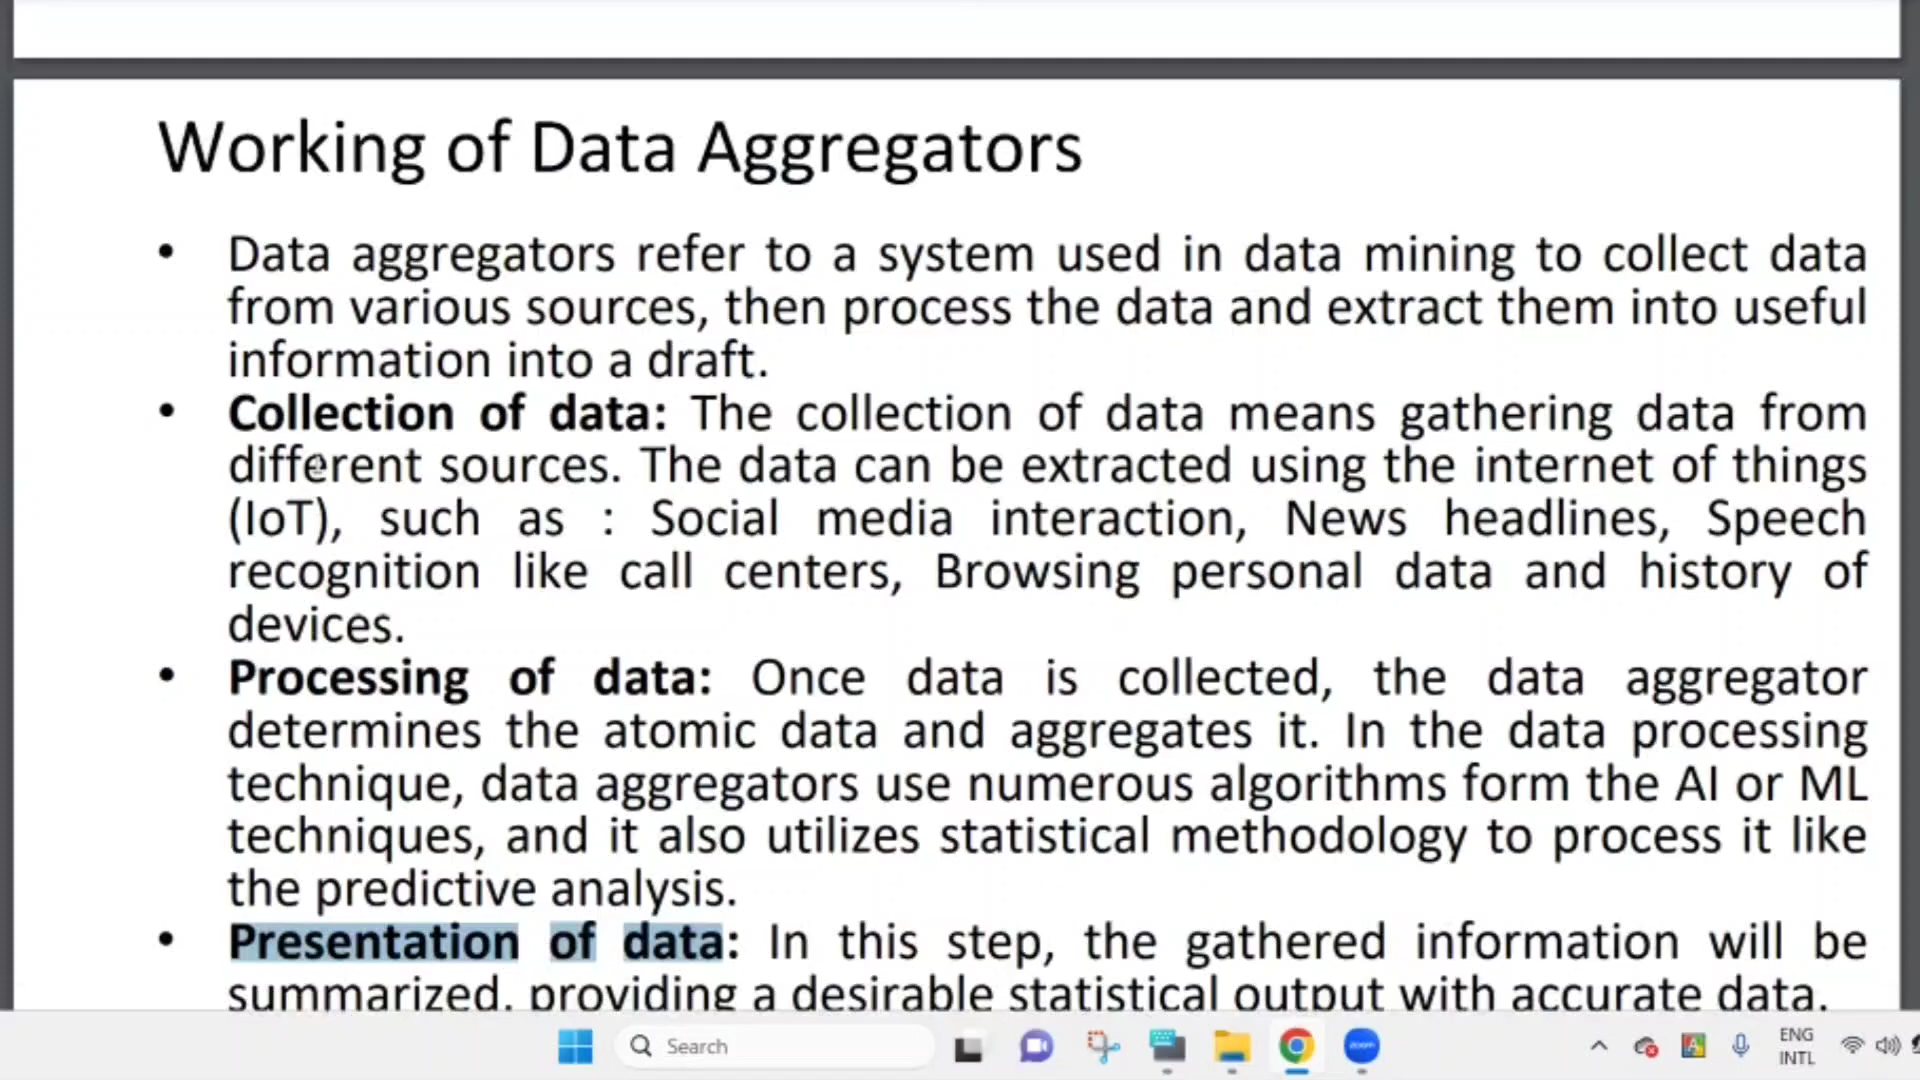 Working of Data Aggregators
• Data aggregators refer to a system used in data mining to collect data
from various sources, then process the data and extract them into useful
information into a draft.
• Collection of data: The collection of data means gathering data from
different sources. The data can be extracted using the internet of things
(IoT), such as : Social media interaction, News headlines, Speech
recognition like call centers, Browsing personal data and history of
devices.
• Processing of data: Once data is collected, the data aggregator
determines the atomic data and aggregates it. In the data processing
technique, data aggregators use numerous algorithms form the AI or ML
techniques, and it also utilizes statistical methodology to process it like
the predictive analysis.
• Presentation of data: In this step, the gathered information will be
summarized, providing a desirable statistical output with accurate data.
Search
zoom
ENG
INTL